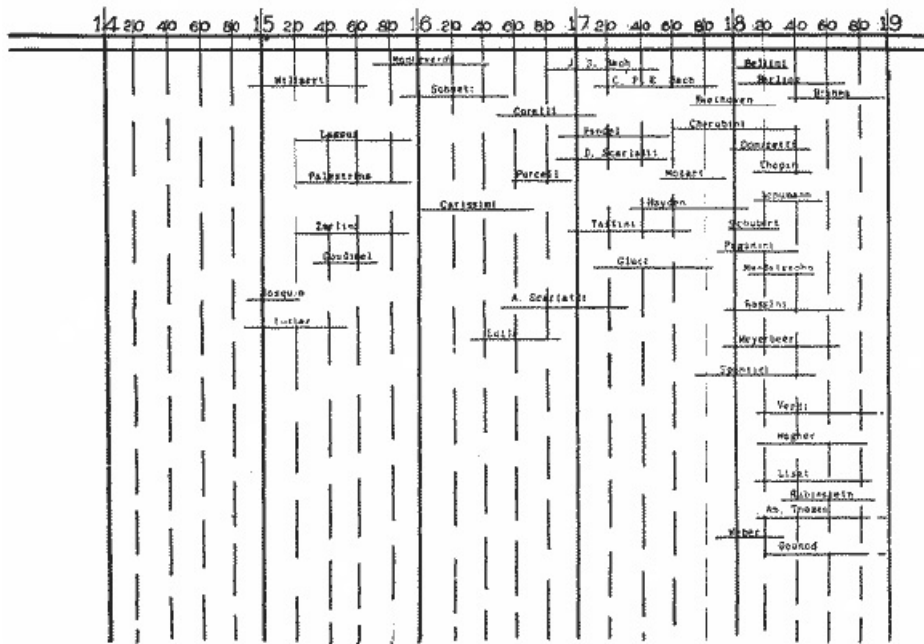 14 20 40 60 80 15 20 40 60 80 16 20 40 60 80 17 20 40 60 80 18 20 40 60 80 19
Monteverdi
J. S. Bach
Bellini
Willaert
C. P. E. Bach
Berlioz
Brahms
Beethoven
Corelli
Cherubini
Lassus
Handel
Donizetti
D. Scarlatti
Chopin
Palestrina
Purcell
Mozart
Schumann
Carissimi
Hayden
Zarlino
Tartini
Schubert
Paganini
Goudimel
Gluck
Josquin
A. Scarlatti
Rossini
Luther
Lulli
Meyerbeer
Spontini
Verdi
Wagner
Liszt
Rubinstein
Am. Thomas
Weber
Gounod